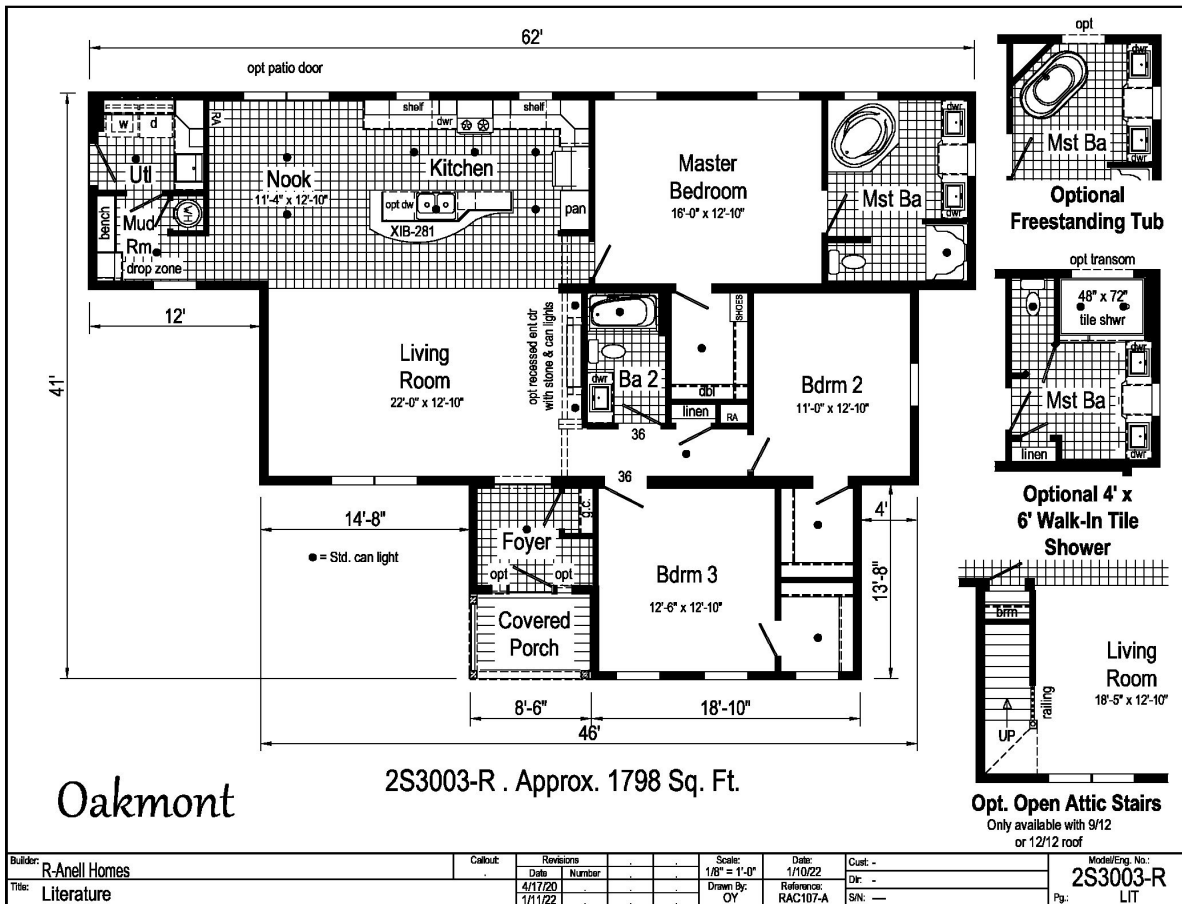 62'
opt patio door
opt
41'
w
d
Utl
RA
shelf
dwr
shelf
Nook
11'-4" x 12'-10"
Kitchen
opt dw
XIB-281
pan
WH
bench
Mud
Rm
drop zone
Master
Bedroom
16'-0" x 12'-10"
Mst Ba
dwr
dwr
dwr
Mst Ba
dwr
Optional
Freestanding Tub
12'
Living
Room
22'-0" x 12'-10"
opt recessed ent ctr
with stone & can lights
dwr
Ba 2
SHOES
dbl
linen
RA
36
36
Bdrm 2
11'-0" x 12'-10"
opt transom
48" x 72"
tile shwr
dwr
Mst Ba
linen
dwr
Optional 4' x
6' Walk-In Tile
Shower
14'-8"
● = Std. can light
g.c.
Foyer
opt
opt
Covered
Porch
Bdrm 3
12'-6" x 12'-10"
4'
13'-8"
brm
UP
railing
Living
Room
18'-5" x 12'-10"
8'-6"
18'-10"
46'
Opt. Open Attic Stairs
Only available with 9/12
or 12/12 roof
Oakmont
2S3003-R . Approx. 1798 Sq. Ft.
Builder: R-Anell Homes
Title: Literature
Callout:
.
Revisions . .
Date Number . .
4/17/20
1/11/22
Scale:
1/8" = 1'-0"
Drawn By:
OY
Date:
1/10/22
Reference:
RAC107-A
Cust: -
Dlr: -
S/N: —
Model/Eng. No.:
2S3003-R
Pg.: LIT